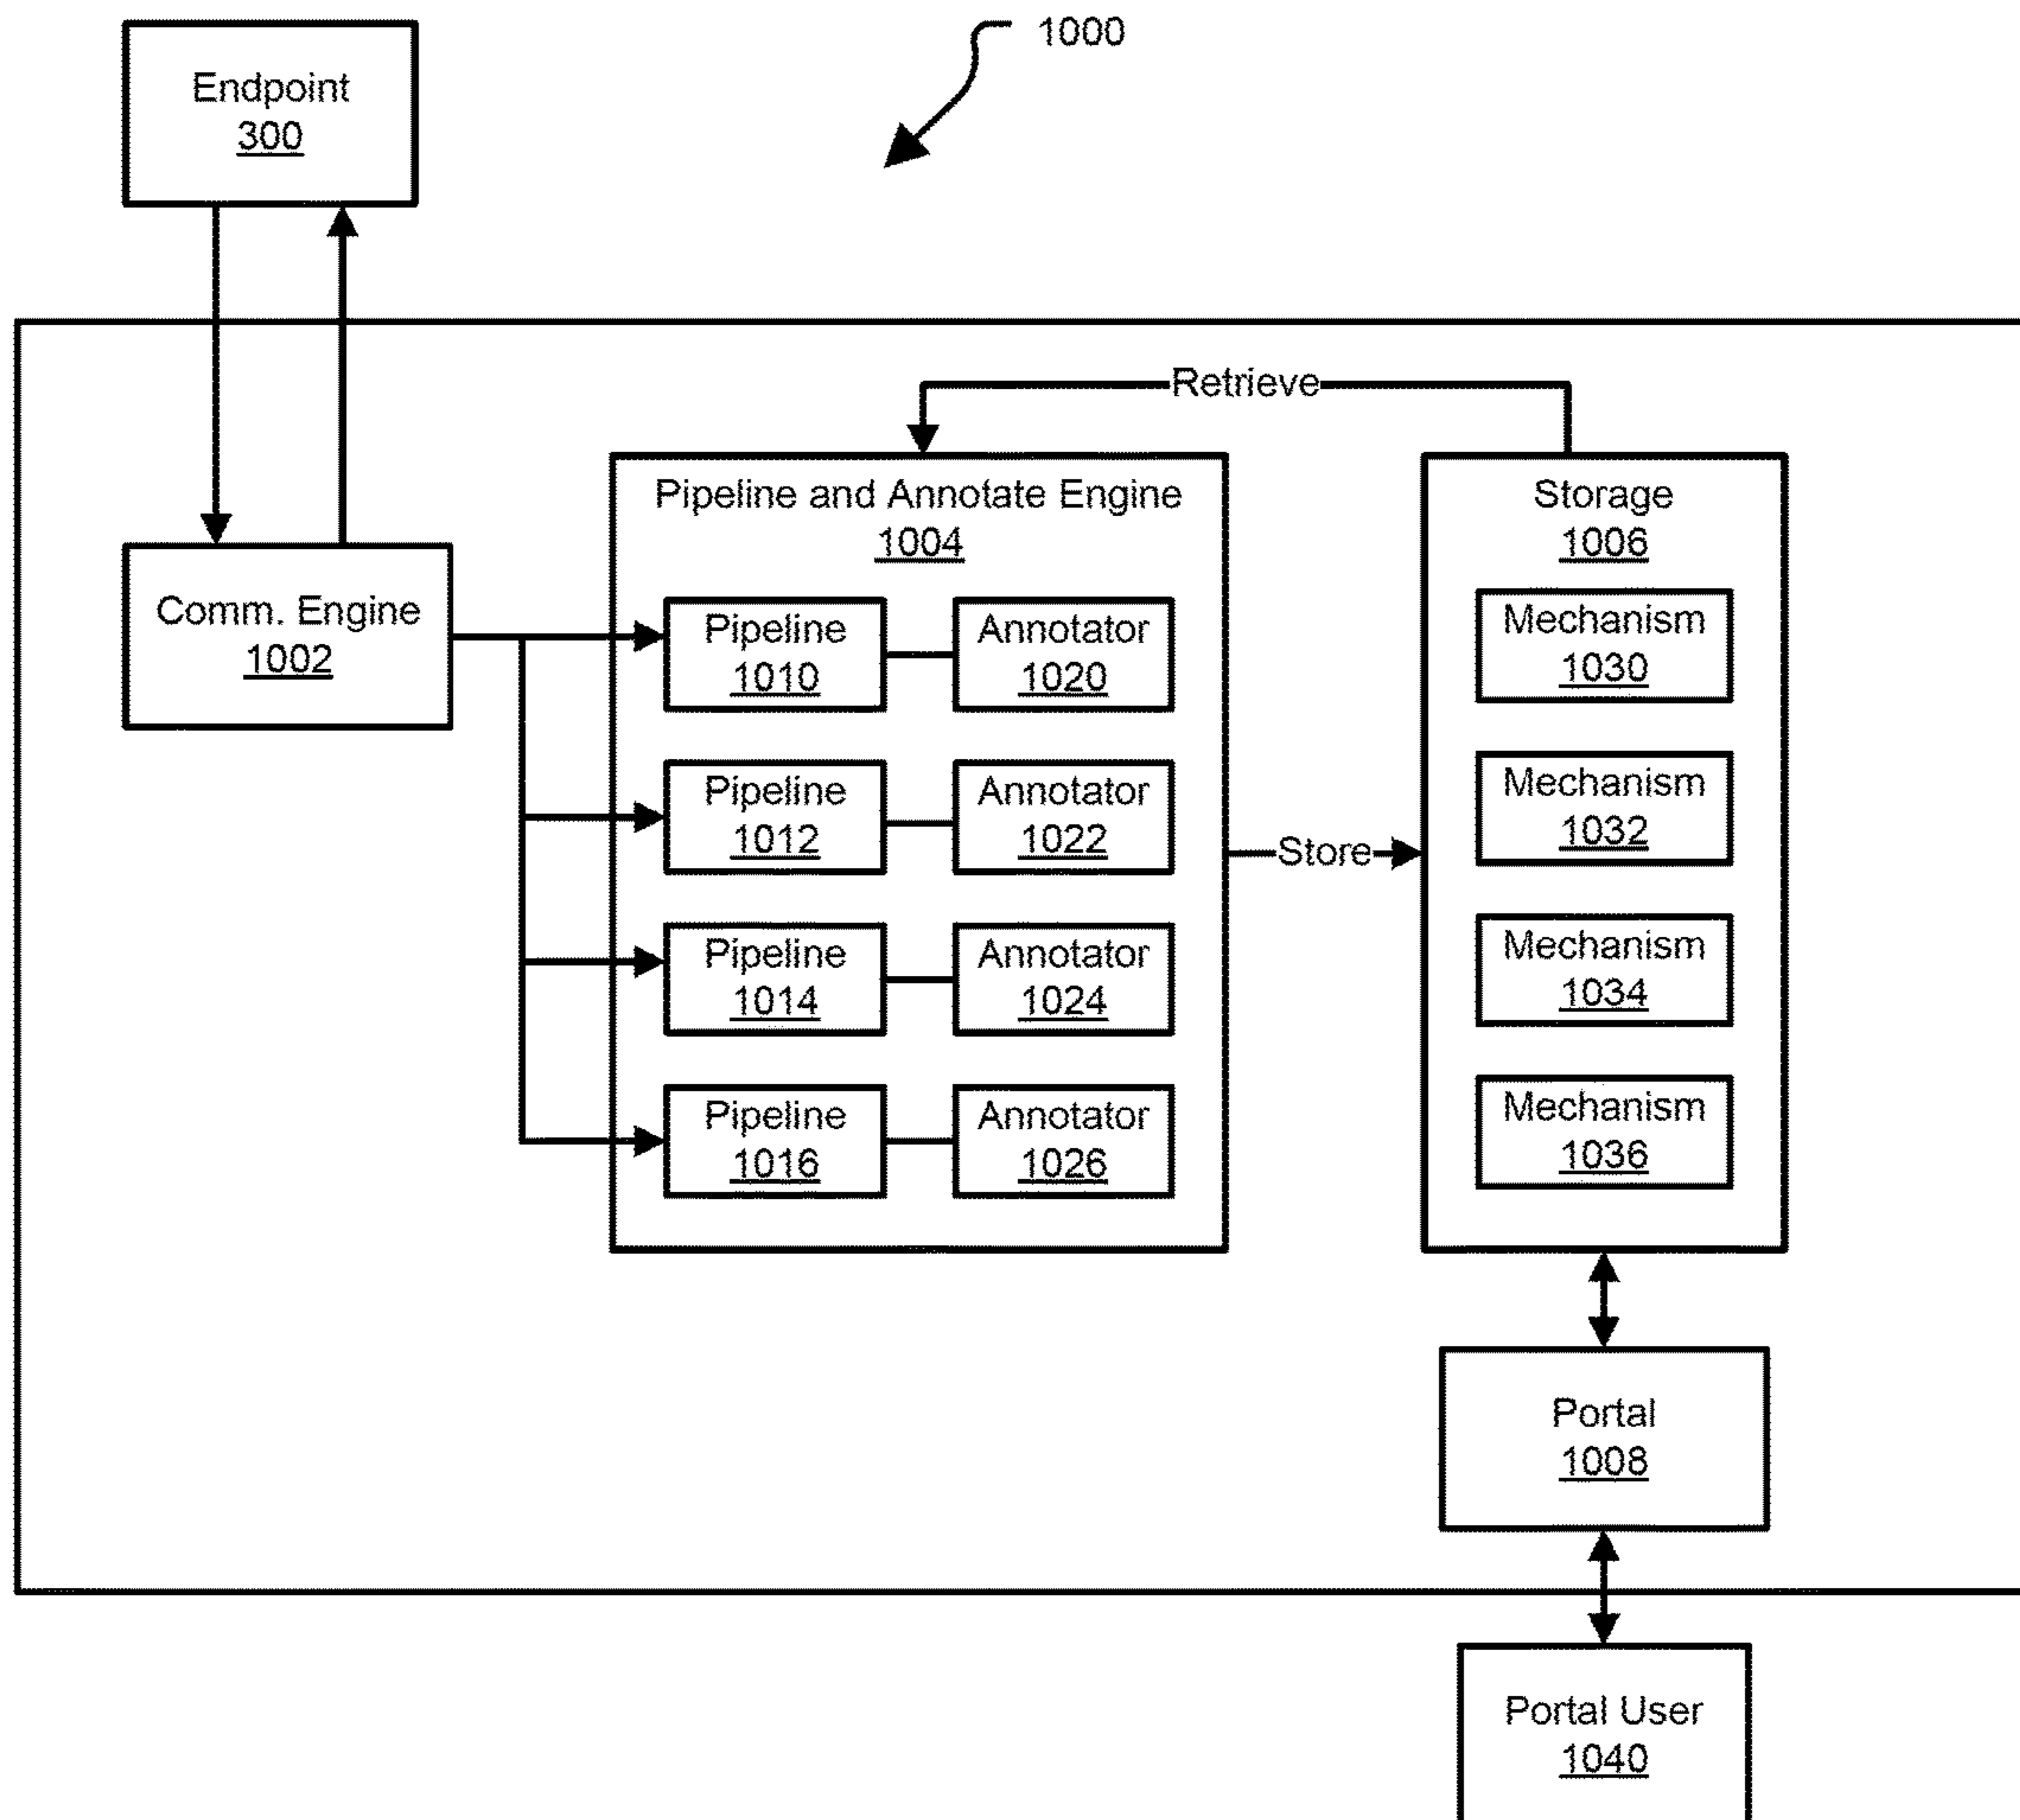 1000
Endpoint
300
Retrieve
Pipeline and Annotate Engine
1004
Storage
1006
Comm. Engine
1002
Pipeline
1010
Annotator
1020
Mechanism
1030
Pipeline
1012
Annotator
1022
Mechanism
1032
Store
Pipeline
1014
Annotator
1024
Mechanism
1034
Pipeline
1016
Annotator
1026
Mechanism
1036
Portal
1008
Portal User
1040